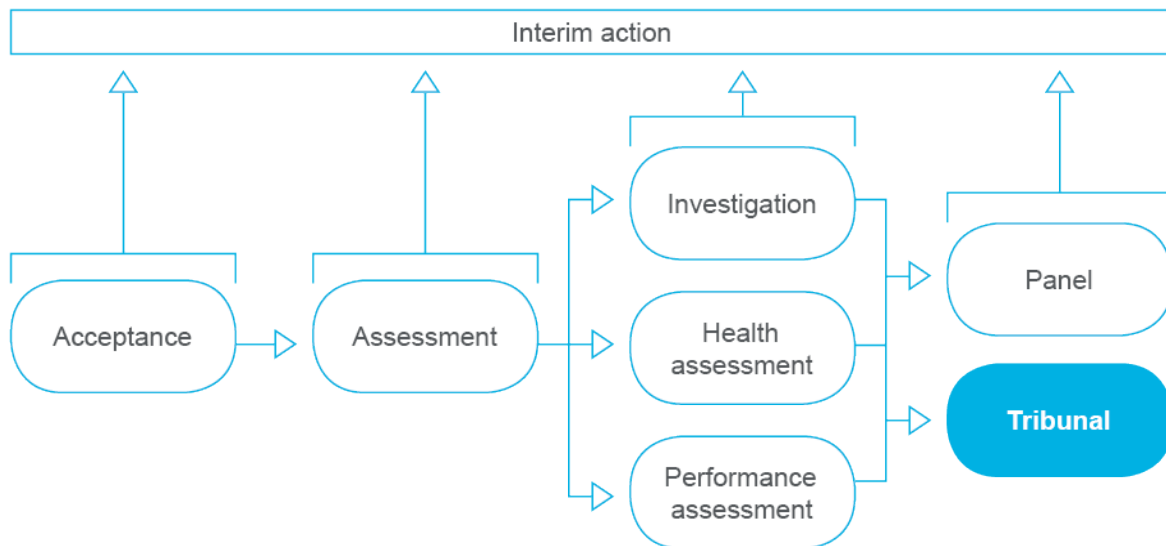 Interim action
Acceptance
Assessment
Investigation
Health
assessment
Performance
assessment
Panel
Tribunal